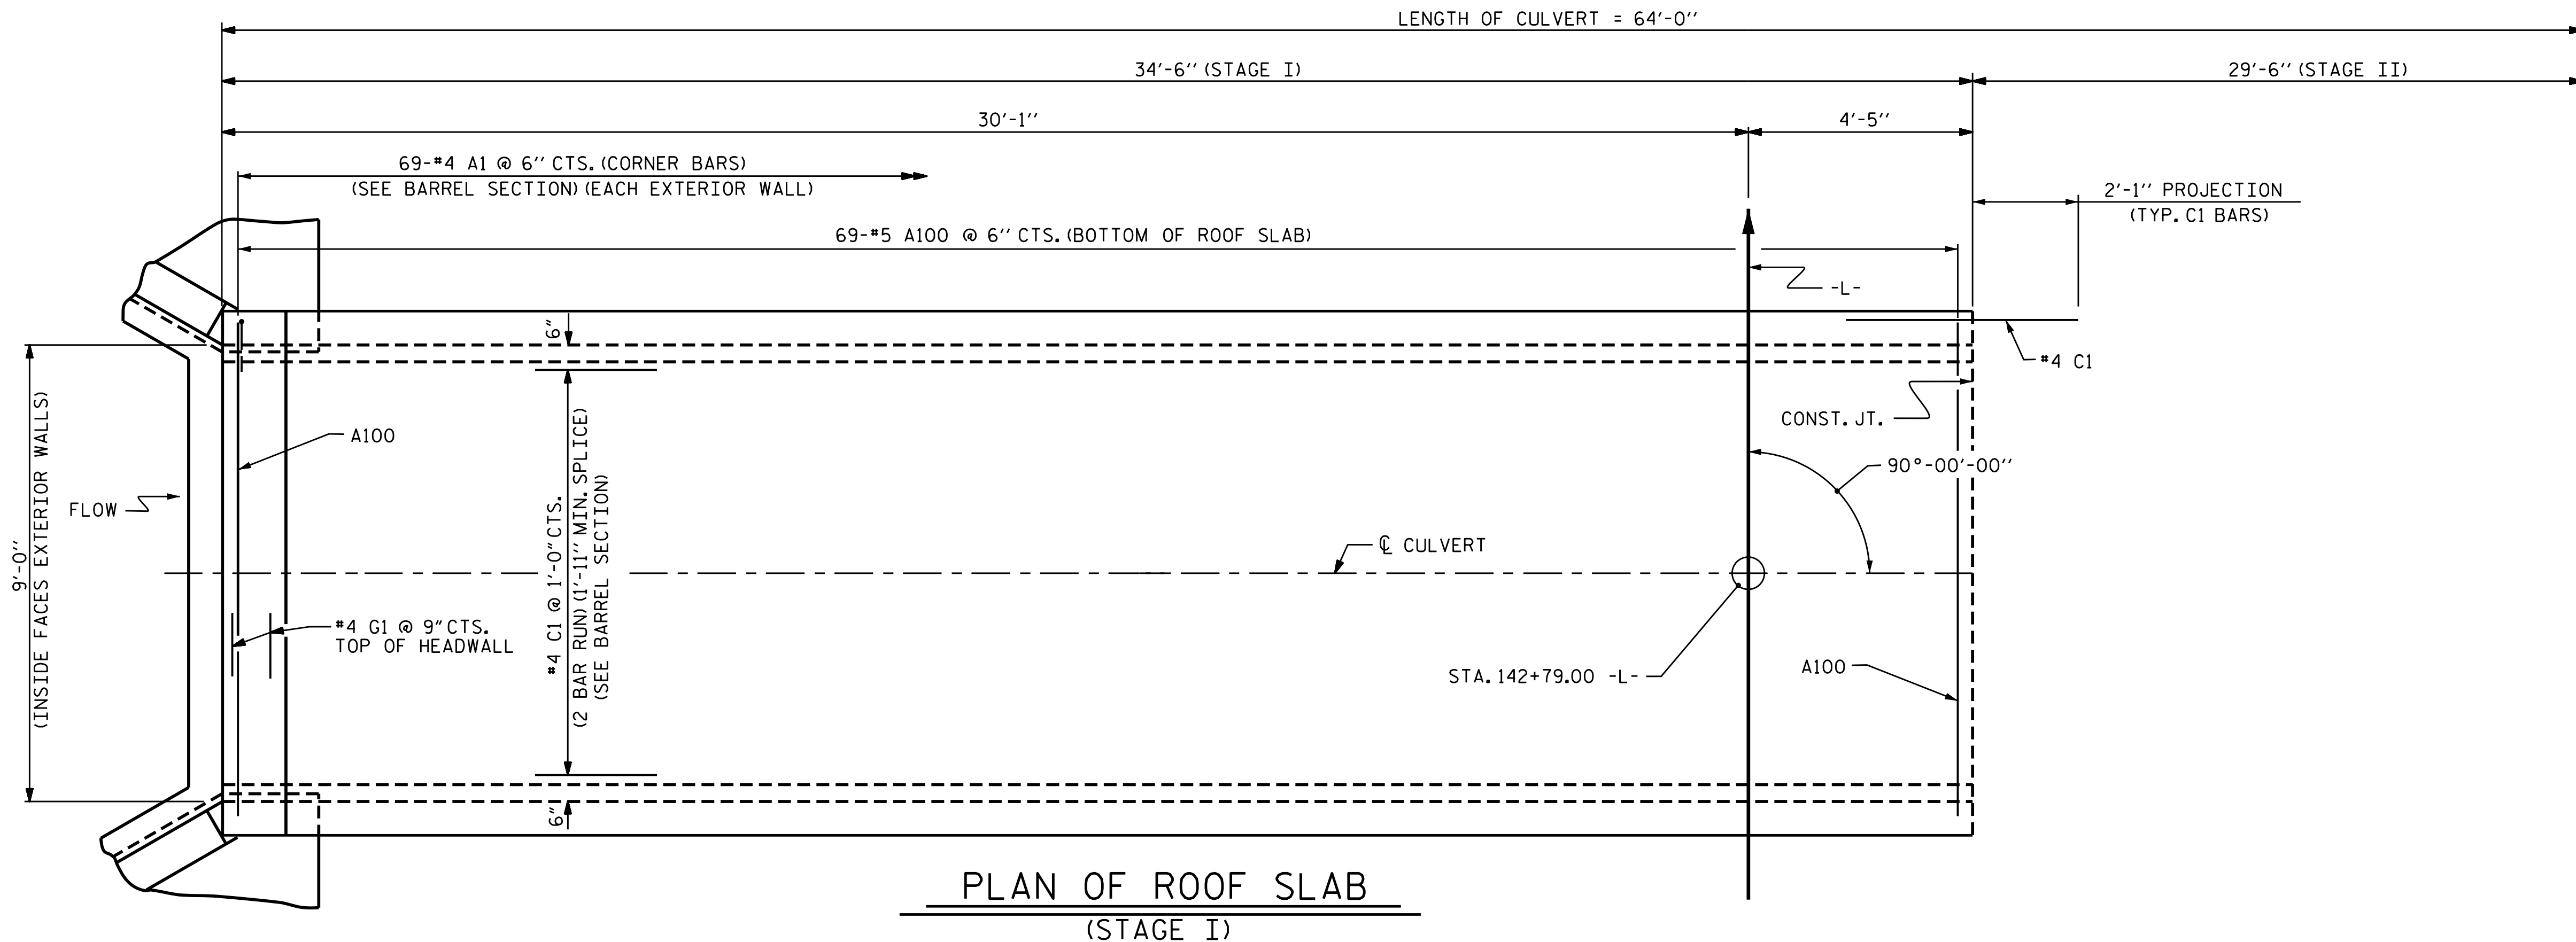 LENGTH OF CULVERT = 64'-0"
34'-6" (STAGE I)
29'-6" (STAGE II)
30'-1"
4'-5"
69-#4 A1 @ 6" CTS. (CORNER BARS)
(SEE BARREL SECTION) (EACH EXTERIOR WALL)
2'-1" PROJECTION
(TYP. C1 BARS)
69-#5 A100 @ 6" CTS. (BOTTOM OF ROOF SLAB)
-L-
6"
#4 C1
CONST. JT.
A100
90°-00'-00"
FLOW
9'-0"
(INSIDE FACES EXTERIOR WALLS)
#4 C1 @ 1'-0" CTS.
(2 BAR RUN) (1'-11" MIN. SPLICE)
(SEE BARREL SECTION)
℄ CULVERT
#4 G1 @ 9" CTS.
TOP OF HEADWALL
STA. 142+79.00 -L-
A100
6"
PLAN OF ROOF SLAB
(STAGE I)